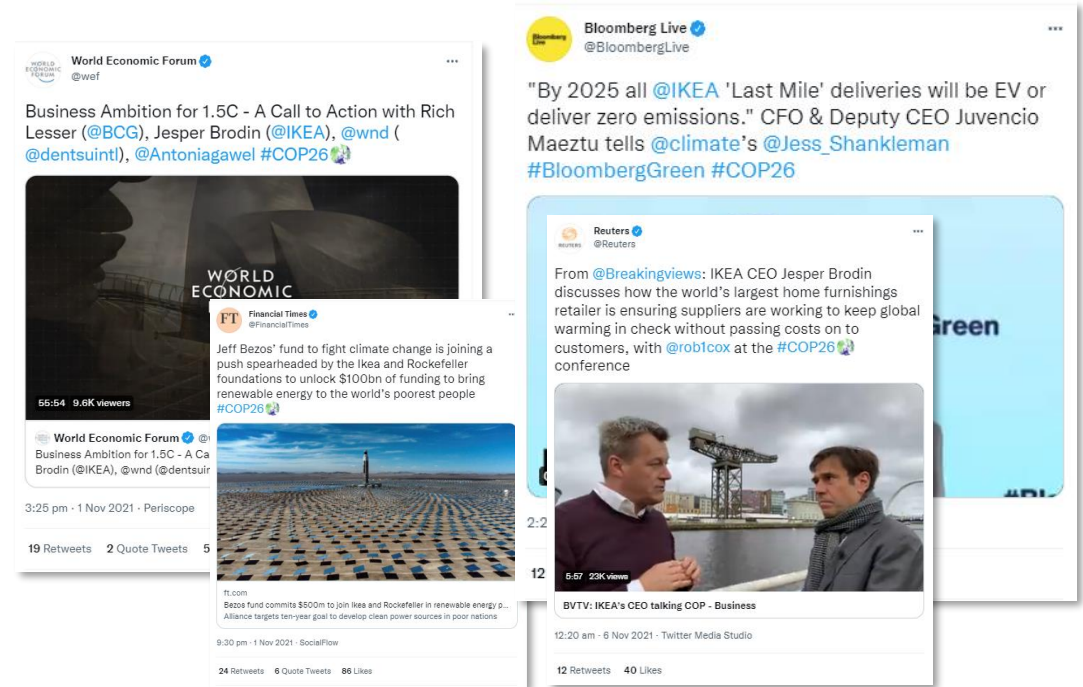 World Economic Forum
@wef
Business Ambition for 1.5C - A Call to Action with Rich
Lesser (@BCG), Jesper Brodin (@IKEA), @wnd (
@dentsuintl), @Antoniagawel #COP26
WORLD
ECONOMIC
55:54 9.6K viewers
World Economic Forum
Business Ambition for 1.5C - A Ca
Brodin (@IKEA), @wnd (@dentsuin
3:25 pm · 1 Nov 2021 · Periscope
19 Retweets 2 Quote Tweets 5
FT
Financial Times
@FinancialTimes
Jeff Bezos' fund to fight climate change is joining a
push spearheaded by the Ikea and Rockefeller
foundations to unlock $100bn of funding to bring
renewable energy to the world's poorest people
#COP26
ft.com
Bezos fund commits $500m to join Ikea and Rockefeller in renewable energy p...
Alliance targets ten-year goal to develop clean power sources in poor nations
9:30 pm · 1 Nov 2021 · SocialFlow
24 Retweets 6 Quote Tweets 86 Likes
Bloomberg Live
@BloombergLive
"By 2025 all @IKEA 'Last Mile' deliveries will be EV or
deliver zero emissions." CFO & Deputy CEO Juvencio
Maeztu tells @climate's @Jess_Shankleman
#BloombergGreen #COP26
Green
2:2
12
REUTERS
Reuters
@Reuters
From @Breakingviews: IKEA CEO Jesper Brodin
discusses how the world's largest home furnishings
retailer is ensuring suppliers are working to keep global
warming in check without passing costs on to
customers, with @rob1cox at the #COP26
conference
5:57 23K views
BVTV: IKEA's CEO talking COP - Business
12:20 am · 6 Nov 2021 · Twitter Media Studio
12 Retweets 40 Likes